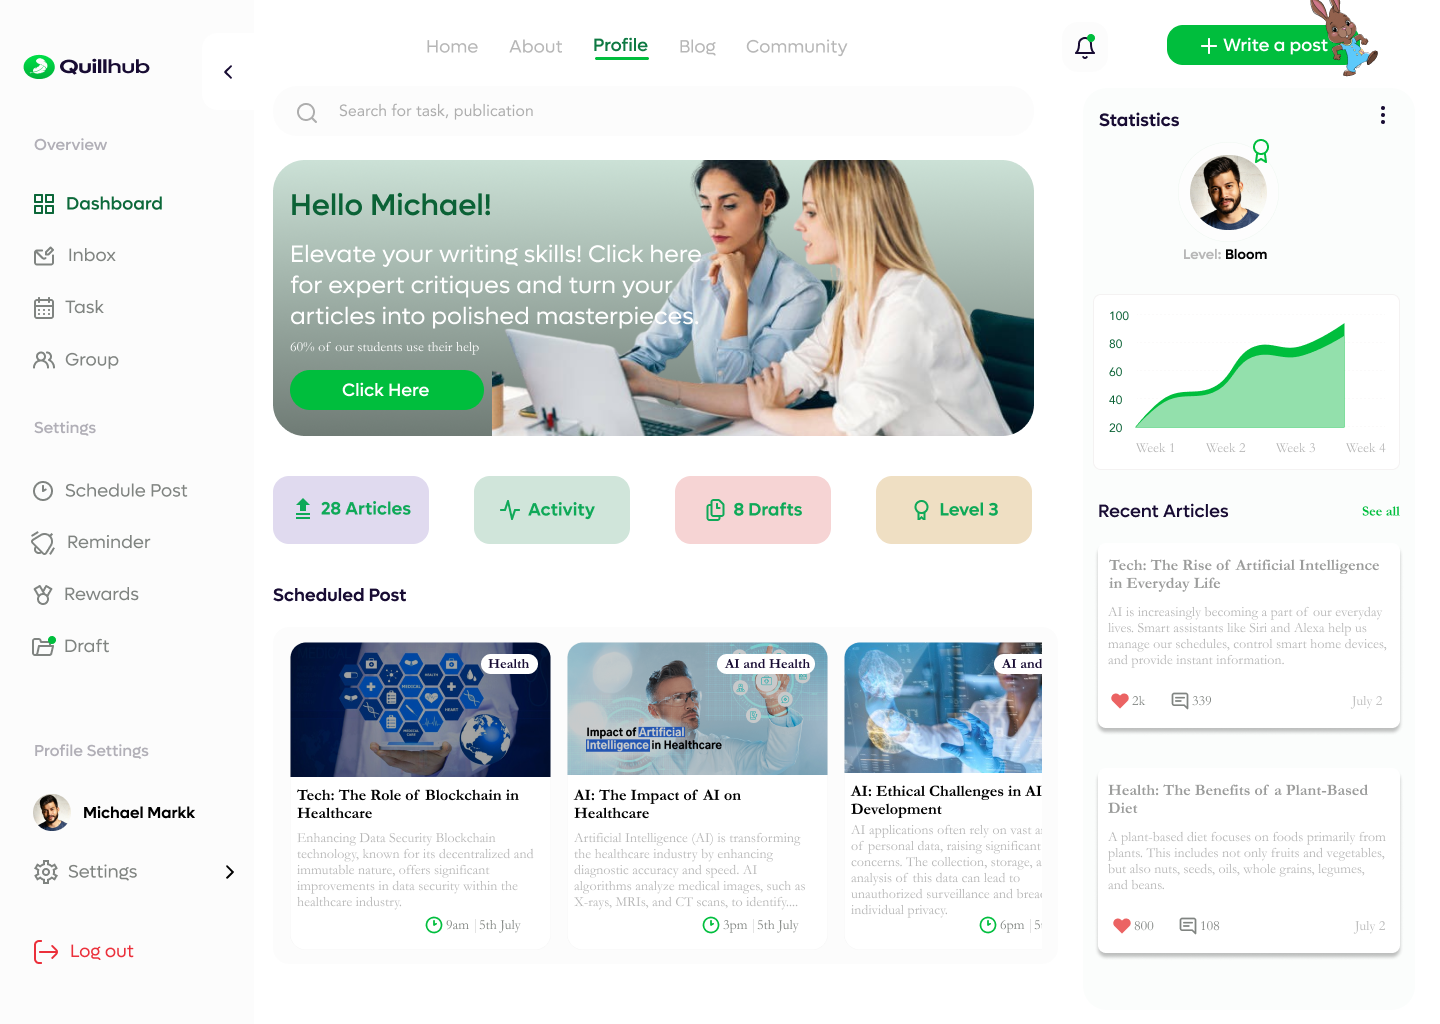 Quillhub
Home
About
Profile
Blog
Community
Write a post
Search for task, publication
Overview
Dashboard
Inbox
Task
Group
Settings
Schedule Post
Reminder
Rewards
Draft
Profile Settings
Michael Markk
Settings
Log out
Hello Michael!
Elevate your writing skills! Click here
for expert critiques and turn your
articles into polished masterpieces.
60% of our students use their help
Click Here
28 Articles
Activity
8 Drafts
Level 3
Scheduled Post
Health
Tech: The Role of Blockchain in
Healthcare
Enhancing Data Security Blockchain
technology, known for its decentralized and
immutable nature, offers significant
improvements in data security within the
healthcare industry.
9am | 5th July
AI and Health
Impact of Artificial
Intelligence in Healthcare
AI: The Impact of AI on
Healthcare
Artificial Intelligence (AI) is transforming
the healthcare industry by enhancing
diagnostic accuracy and speed. AI
algorithms analyze medical images, such as
X-rays, MRIs, and CT scans, to identify....
3pm | 5th July
AI and
AI: Ethical Challenges in AI
Development
AI applications often rely on vast
of personal data, raising significant
concerns. The collection, storage,
analysis of this data can lead to
unauthorized surveillance and
individual privacy.
6pm
Statistics
Level: Bloom
100
80
60
40
20
Week 1
Week 2
Week 3
Week 4
Recent Articles
See all
Tech: The Rise of Artificial Intelligence
in Everyday Life
AI is increasingly becoming a part of our everyday
lives. Smart assistants like Siri and Alexa help us
manage our schedules, control smart home devices,
and provide instant information.
2k
339
July 2
Health: The Benefits of a Plant-Based
Diet
A plant-based diet focuses on foods primarily from
plants. This includes not only fruits and vegetables,
but also nuts, seeds, oils, whole grains, legumes,
and beans.
800
108
July 2